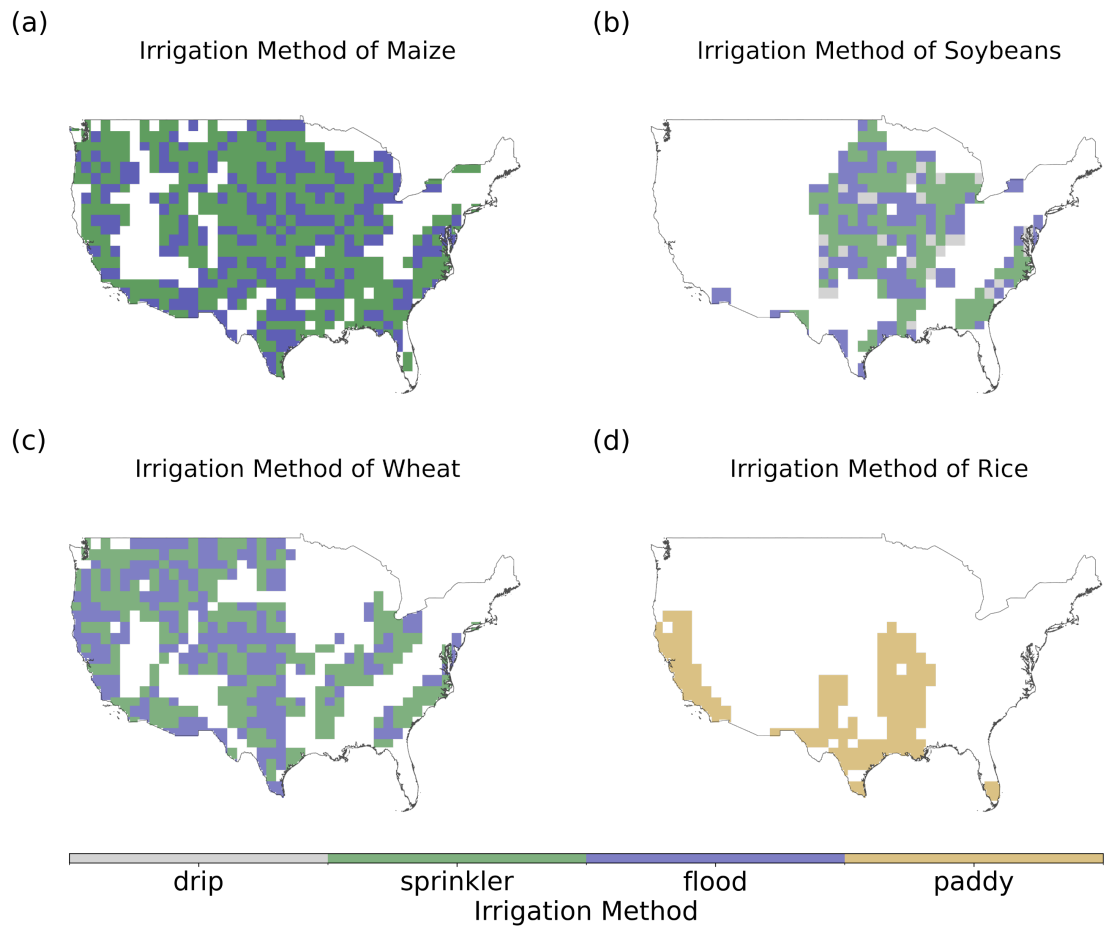 (a)
Irrigation Method of Maize
(b)
Irrigation Method of Soybeans
(c)
Irrigation Method of Wheat
(d)
Irrigation Method of Rice
drip sprinkler flood paddy
Irrigation Method